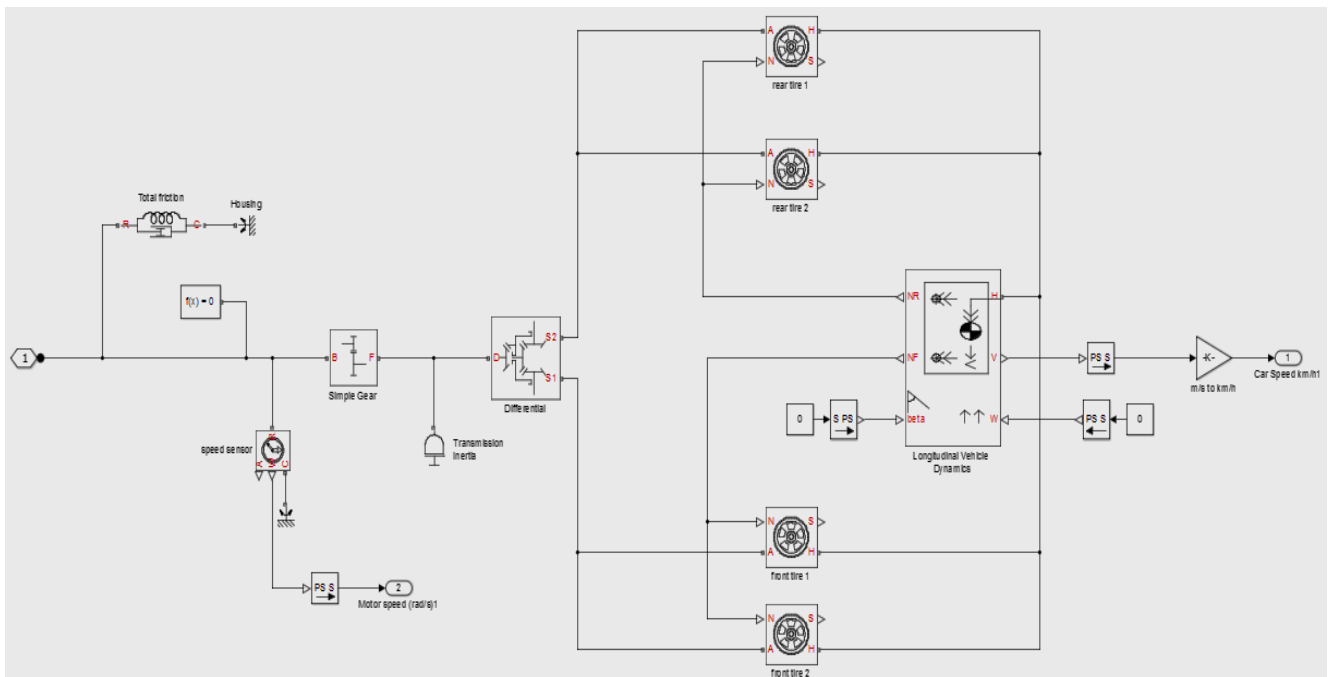 A
H
N
S
rear tire 1
A
H
N
S
rear tire 2
Total friction
Housing
R
C
f(x) = 0
1
B
F
Simple Gear
D
S2
S1
Differential
speed sensor
R
A
W
C
Transmission
Inertia
PS S
2
Motor speed (rad/s)1
NR
H
NF
V
beta
W
Longitudinal Vehicle
Dynamics
0
S PS
PS S
-K-
m/s to km/h
1
Car Speed km/h1
PS S
0
N
S
A
H
front tire 1
N
S
A
H
front tire 2